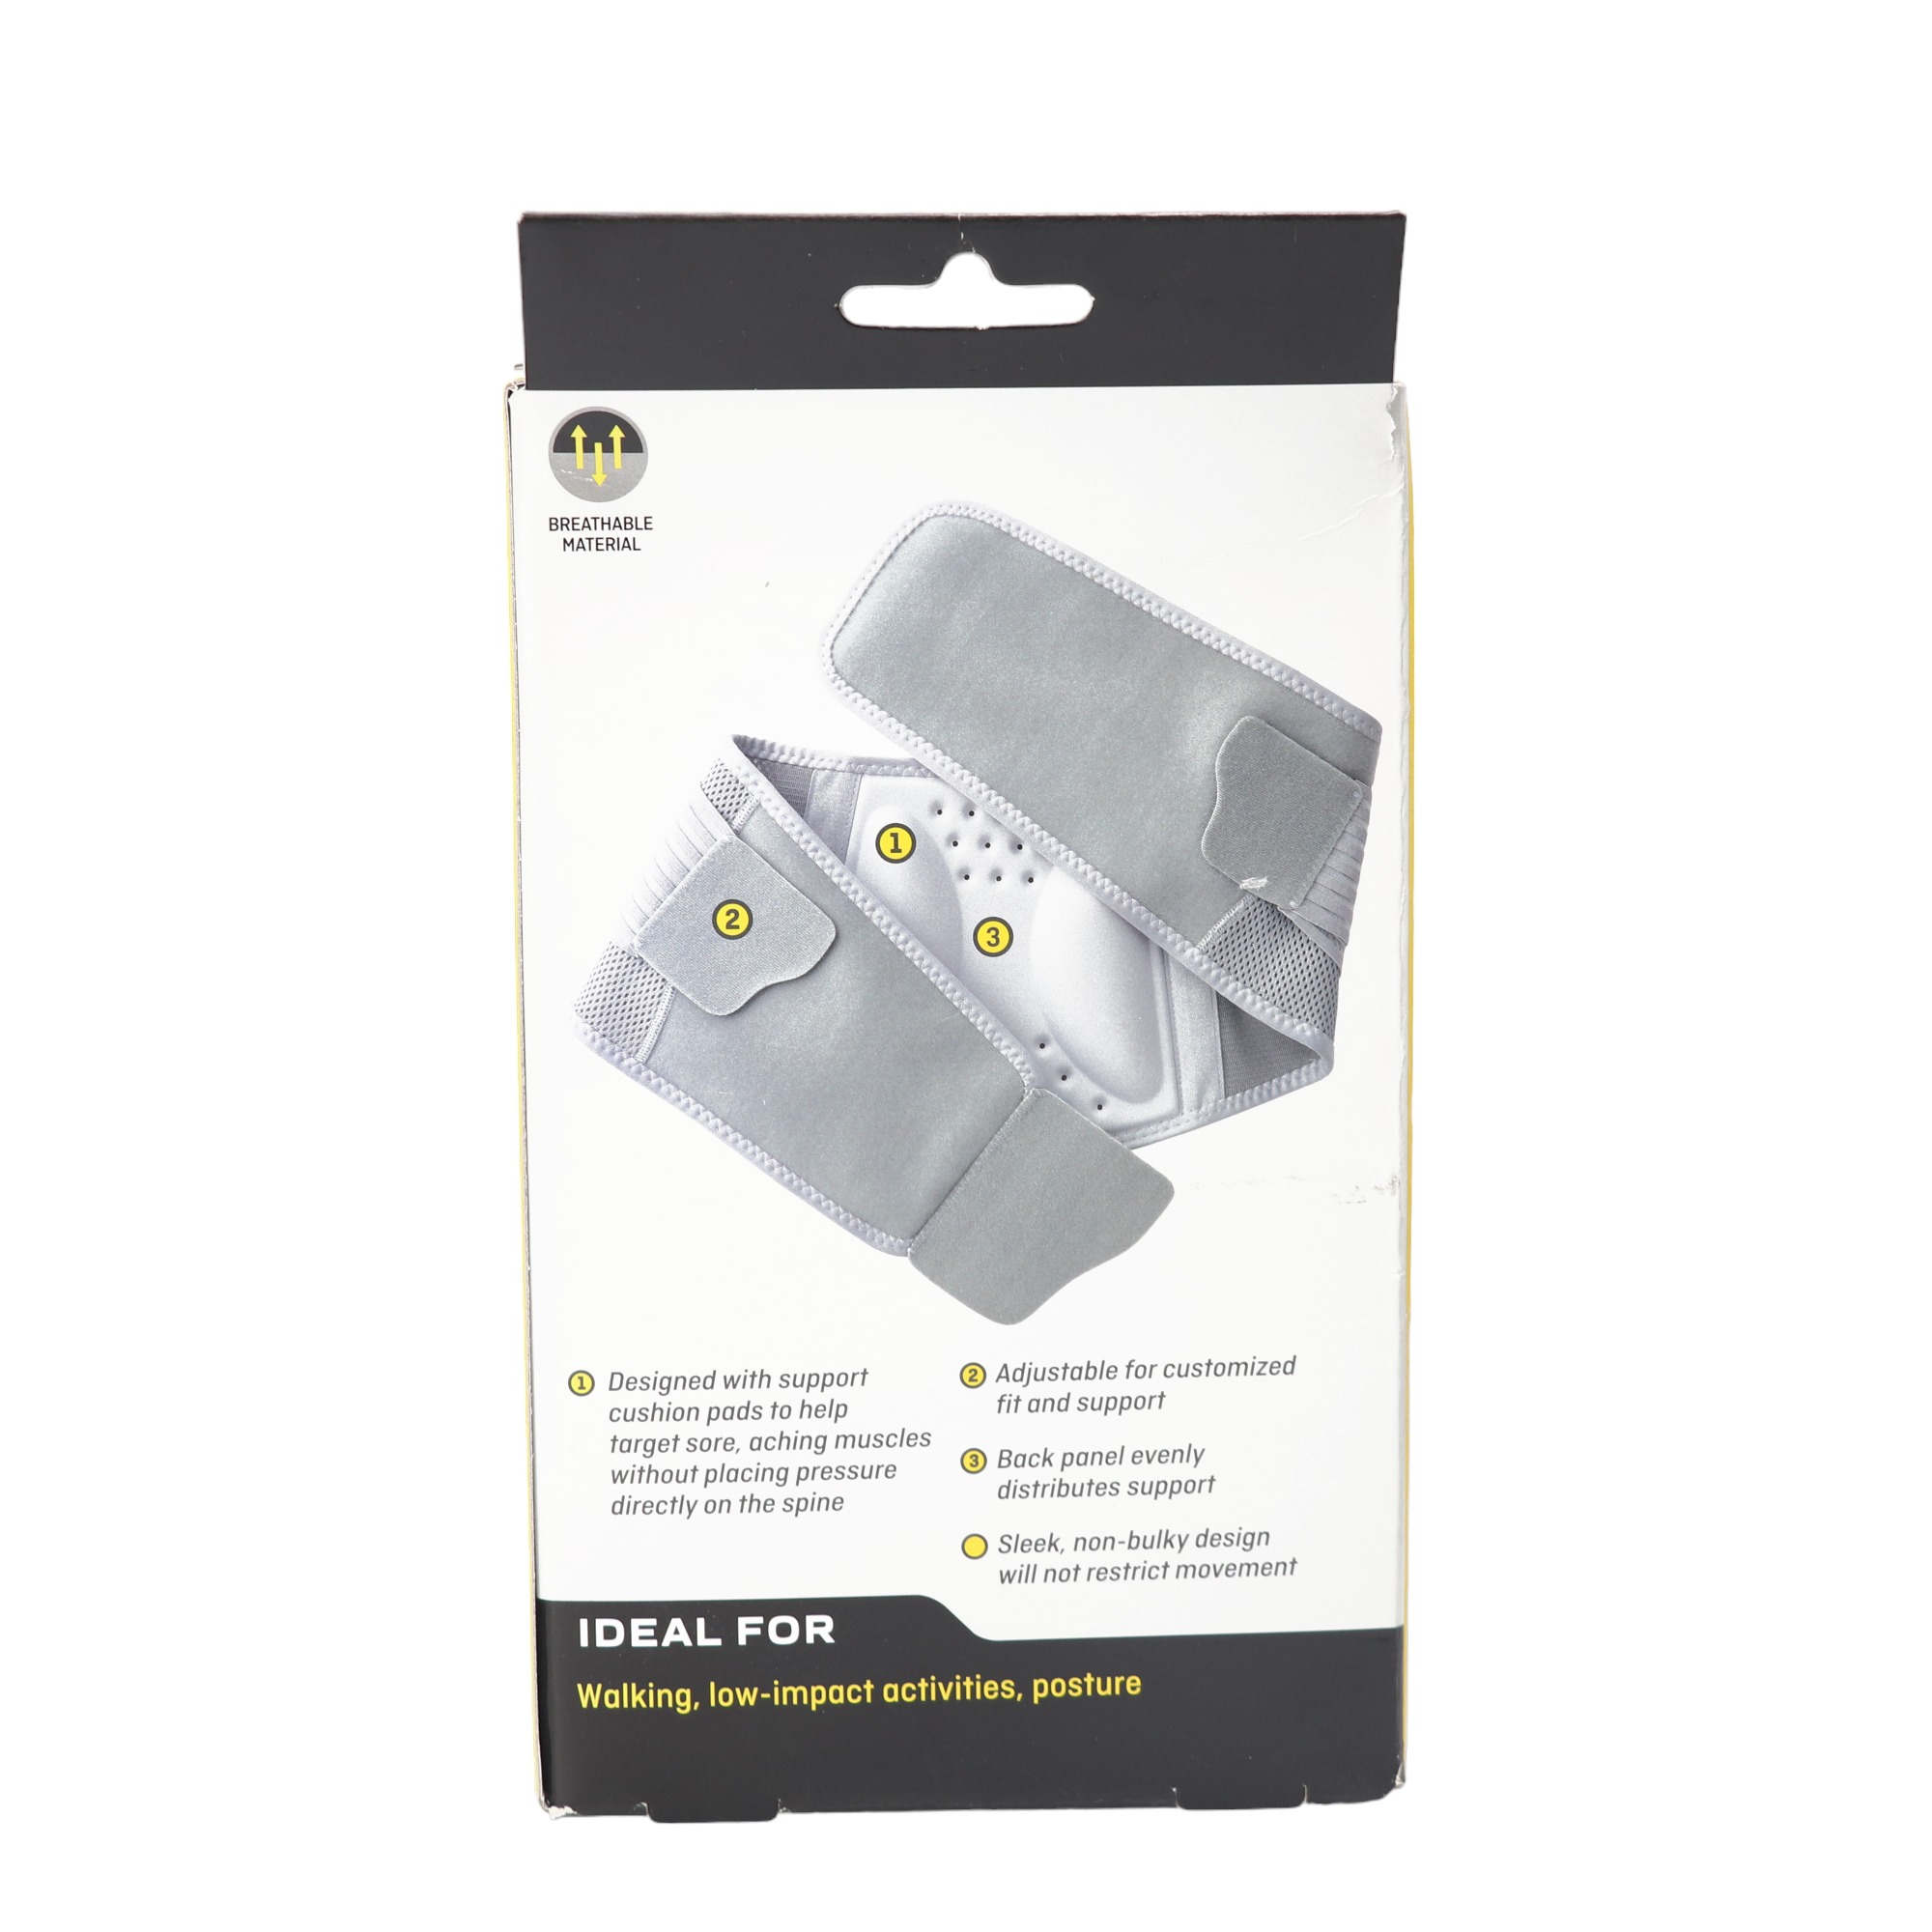 BREATHABLE
MATERIAL
1
2
3
1 Designed with support
cushion pads to help
target sore, aching muscles
without placing pressure
directly on the spine
2 Adjustable for customized
fit and support
3 Back panel evenly
distributes support
Sleek, non-bulky design
will not restrict movement
IDEAL FOR
Walking, low-impact activities, posture